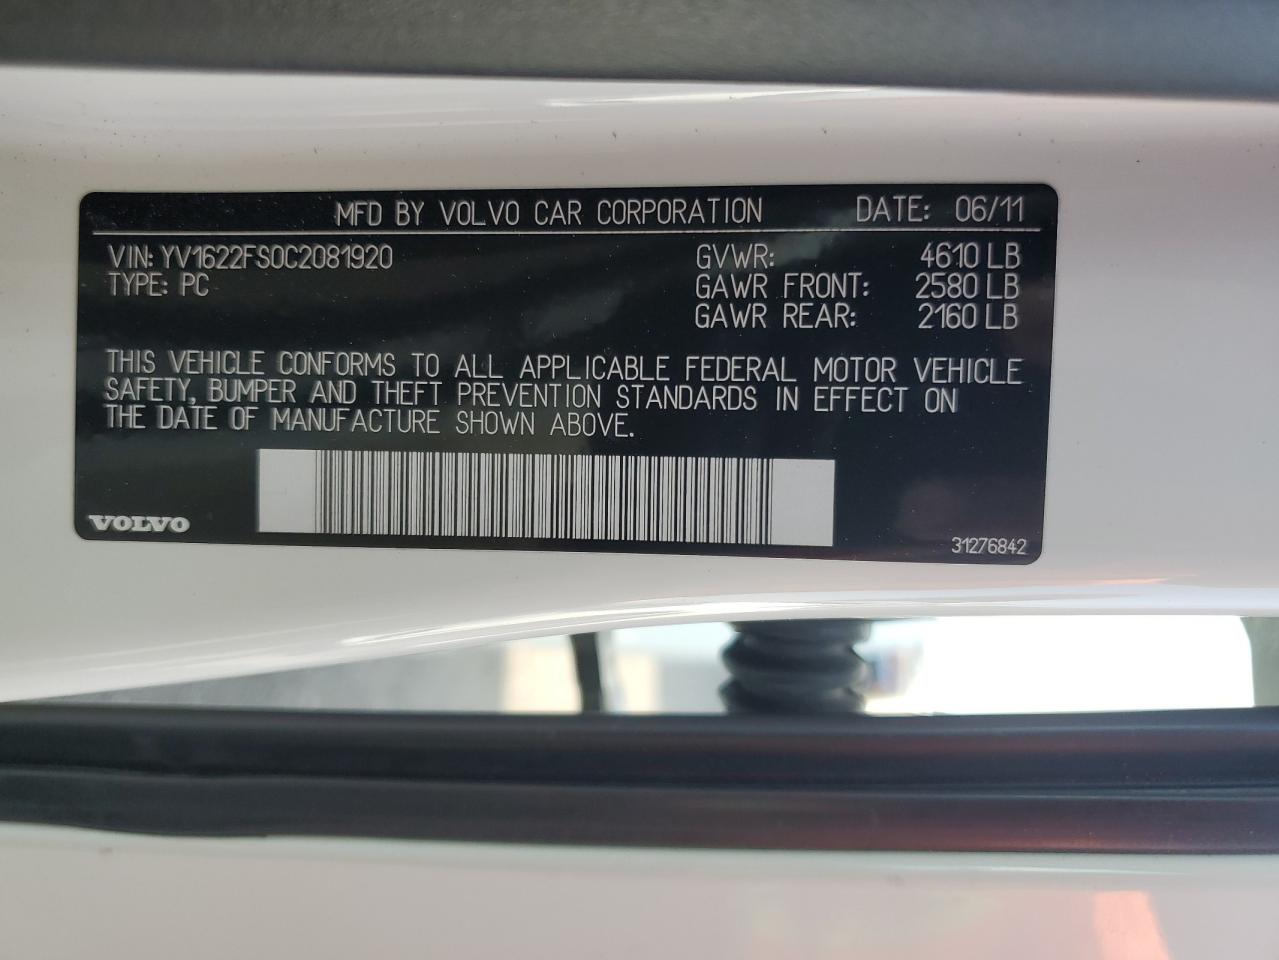 MFD BY VOLVO CAR CORPORATION DATE: 06/11
VIN: YV1622FS0C2081920 GVWR: 4610 LB
TYPE: PC GAWR FRONT: 2580 LB
GAWR REAR: 2160 LB
THIS VEHICLE CONFORMS TO ALL APPLICABLE FEDERAL MOTOR VEHICLE
SAFETY, BUMPER AND THEFT PREVENTION STANDARDS IN EFFECT ON
THE DATE OF MANUFACTURE SHOWN ABOVE.
VOLVO
31276842